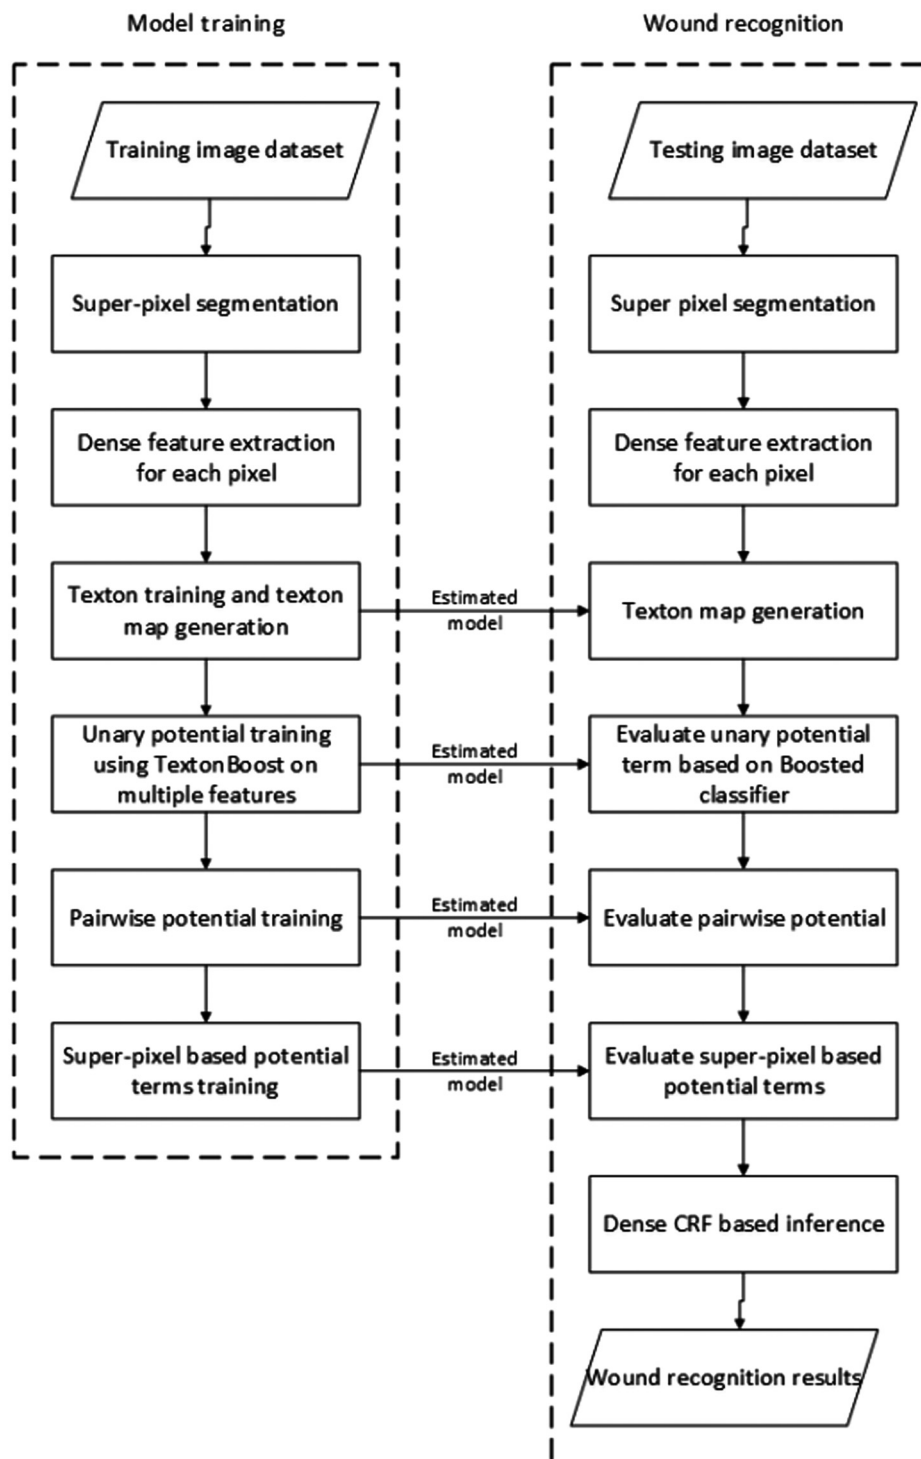 Model training
Training image dataset
Super-pixel segmentation
Dense feature extraction
for each pixel
Texton training and texton
map generation
Unary potential training
using TextonBoost on
multiple features
Pairwise potential training
Super-pixel based potential
terms training
Estimated
model
Estimated
model
Estimated
model
Estimated
model
Wound recognition
Testing image dataset
Super pixel segmentation
Dense feature extraction
for each pixel
Texton map generation
Evaluate unary potential
term based on Boosted
classifier
Evaluate pairwise potential
Evaluate super-pixel based
potential terms
Dense CRF based inference
Wound recognition results